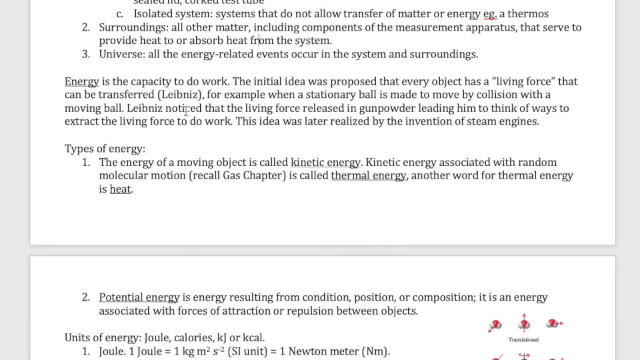 sealed lid, corked test tube
c. Isolated system: systems that do not allow transfer of matter or energy eg. a thermos
2. Surroundings: all other matter, including components of the measurement apparatus, that serve to
provide heat to or absorb heat from the system.
3. Universe: all the energy-related events occur in the system and surroundings.
Energy is the capacity to do work. The initial idea was proposed that every object has a “living force” that
can be transferred (Leibniz), for example when a stationary ball is made to move by collision with a
moving ball. Leibniz noticed that the living force released in gunpowder leading him to think of ways to
extract the living force to do work. This idea was later realized by the invention of steam engines.
Types of energy:
1. The energy of a moving object is called kinetic energy. Kinetic energy associated with random
molecular motion (recall Gas Chapter) is called thermal energy, another word for thermal energy
is heat.
2. Potential energy is energy resulting from condition, position, or composition; it is an energy
associated with forces of attraction or repulsion between objects.
Units of energy: Joule, calories, kJ or kcal.
1. Joule. 1 Joule = 1 kg m² s⁻² (SI unit) = 1 Newton meter (Nm).
Translational